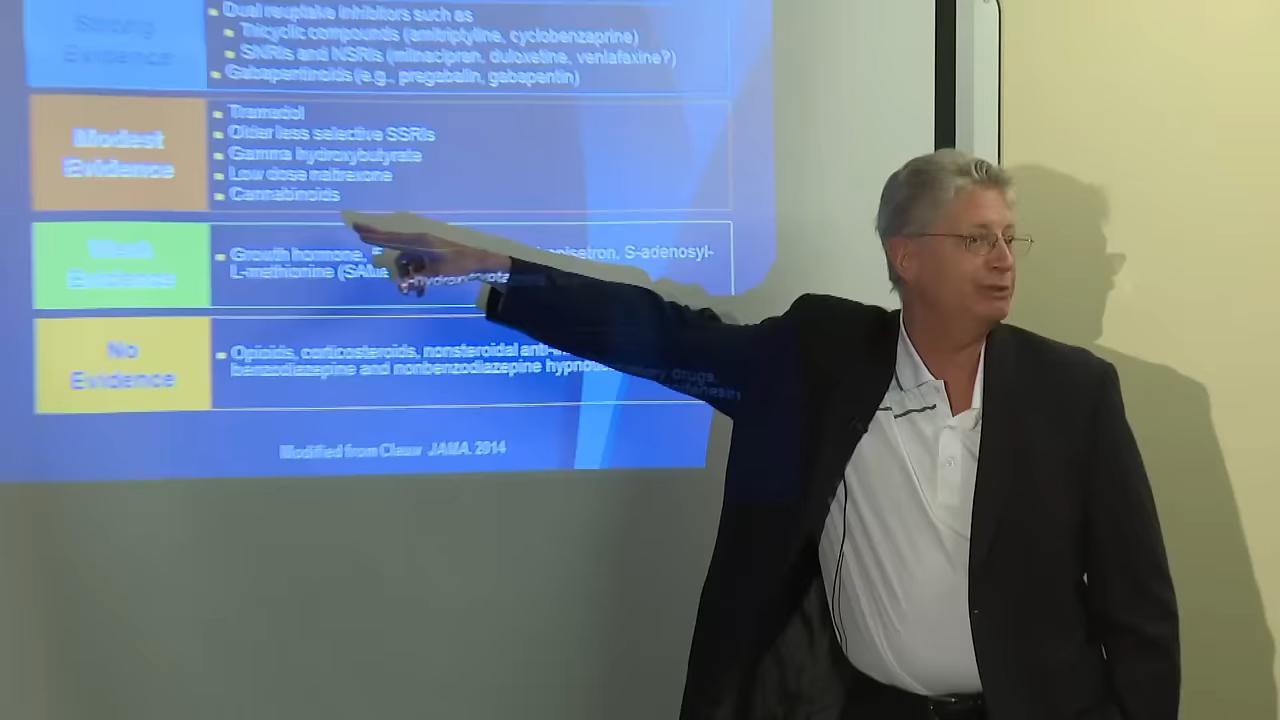 Strong
Evidence
Dual reuptake inhibitors such as
Tricyclic compounds (amitriptyline, cyclobenzaprine)
SNRIs and NSRIs (milnacipran, duloxetine, venlafaxine?)
Gabapentinoids (e.g., pregabalin, gabapentin)
Modest
Evidence
Tramadol
Older less selective SSRIs
Gamma hydroxybutyrate
Low dose naltrexone
Cannabinoids
Weak
Evidence
Growth hormone, S-adenosyl-
L-methionine
No
Evidence
Opioids, corticosteroids, nonsteroidal drugs,
benzodiazepine and nonbenzodiazepine
Modified from Clauw JAMA. 2014